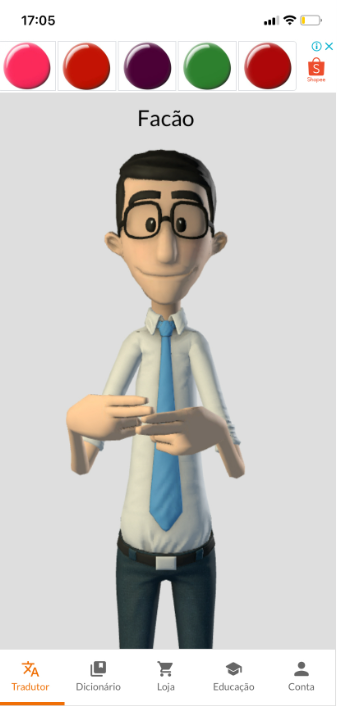 17:05
Shopee
Facão
Tradutor
Dicionário
Loja
Educação
Conta